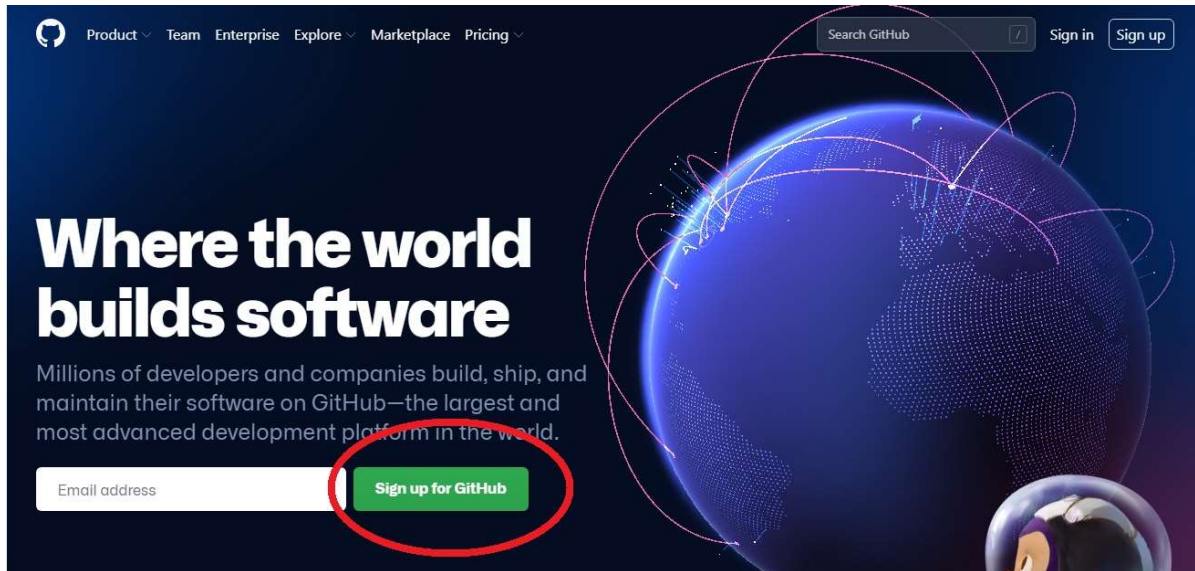 Product Team Enterprise Explore Marketplace Pricing Search GitHub / Sign in Sign up
Where the world
builds software
Millions of developers and companies build, ship, and
maintain their software on GitHub—the largest and
most advanced development platform in the world.
Email address Sign up for GitHub